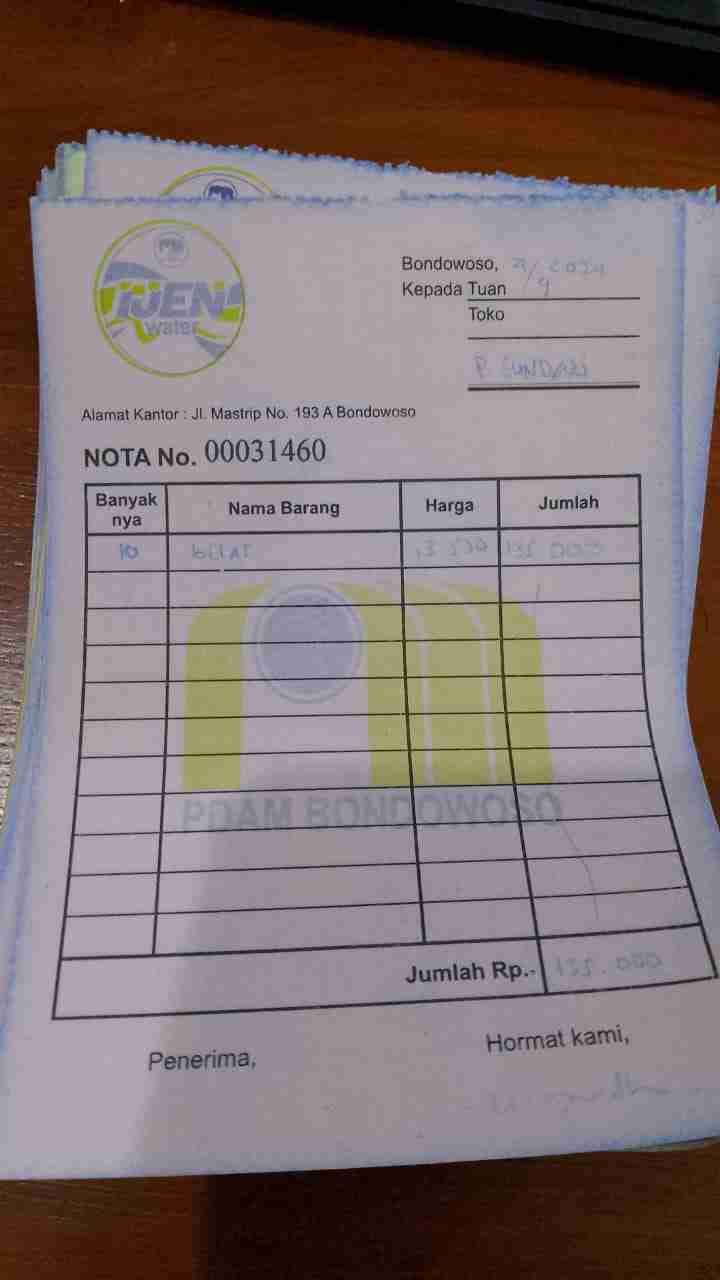 IJEN
water
Bondowoso, 2/9 2024
Kepada Tuan
Toko
P.
Alamat Kantor : Jl. Mastrip No. 193 A Bondowoso
NOTA No. 00031460
Banyak nya Nama Barang Harga Jumlah
10 GELAS 13.500 135.000
PDAM BONDOWOSO
Jumlah Rp.- 135.000
Penerima, Hormat kami,